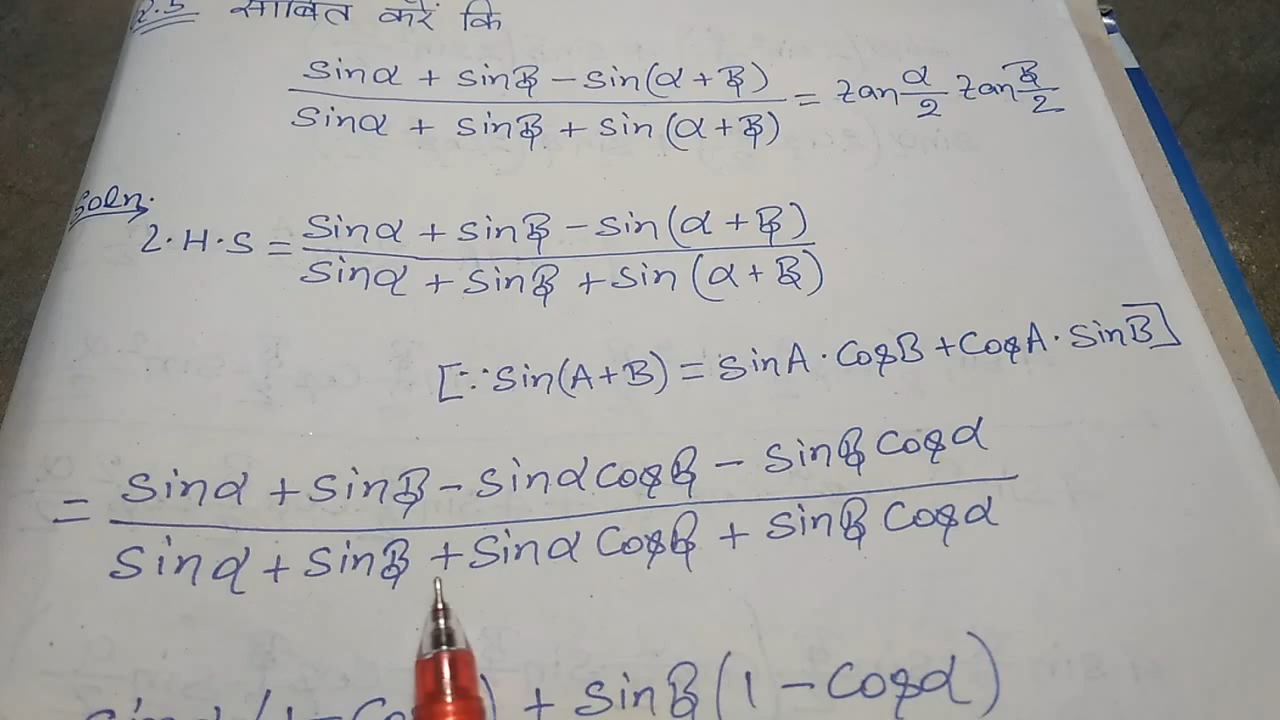 2.5 साबित करें कि
sinα + sinβ − sin(α + β) / sinα + sinβ + sin(α + β) = tan α/2 tan β/2
Soln.
L.H.S = sinα + sinβ − sin(α + β) / sinα + sinβ + sin(α + β)
[∵ sin(A+B) = sinA · cosB + cosA · sinB]
= sinα + sinβ − sinα cosβ − sinβ cosα / sinα + sinβ + sinα cosβ + sinβ cosα
+ sinβ (1 − cosα)